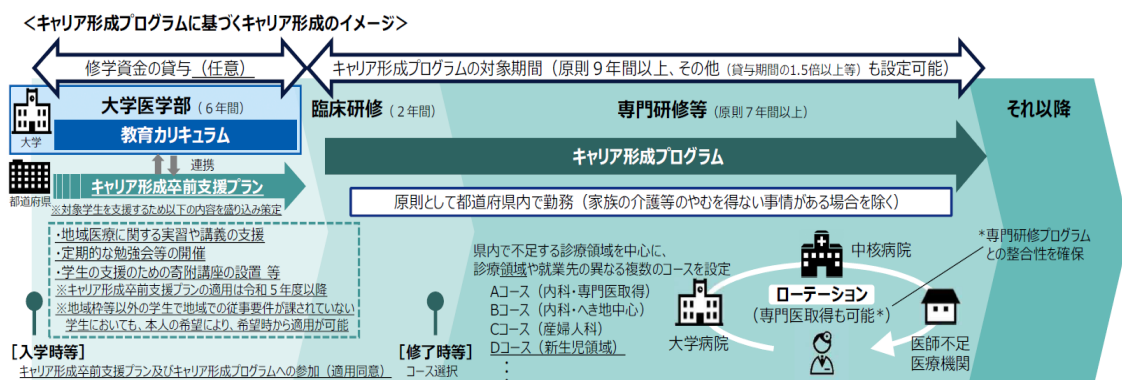 ＜キャリア形成プログラムに基づくキャリア形成のイメージ＞
修学資金の貸与（任意）
キャリア形成プログラムの対象期間（原則９年間以上、その他（貸与期間の1.5倍以上等）も設定可能）
大学
大学医学部（６年間）
教育カリキュラム
連携
都道府県
キャリア形成卒前支援プラン
※対象学生を支援するため以下の内容を盛り込み策定
・地域医療に関する実習や講義の支援
・定期的な勉強会等の開催
・学生の支援のための寄附講座の設置 等
※キャリア形成卒前支援プランの適用は令和５年度以降
※地域枠等以外の学生で地域での従事要件が課されていない
学生においても、本人の希望により、希望時から適用が可能
［入学時等］
キャリア形成卒前支援プラン及びキャリア形成プログラムへの参加（適用同意）
臨床研修（２年間）
専門研修等（原則７年間以上）
それ以降
キャリア形成プログラム
原則として都道府県内で勤務（家族の介護等のやむを得ない事情がある場合を除く）
［修了時等］
コース選択
県内で不足する診療領域を中心に、
診療領域や就業先の異なる複数のコースを設定
Aコース（内科・専門医取得）
Bコース（内科・へき地中心）
Cコース（産婦人科）
Dコース（新生児領域）
：
中核病院
ローテーション
（専門医取得も可能＊）
大学病院
医師不足
医療機関
＊専門研修プログラム
との整合性を確保